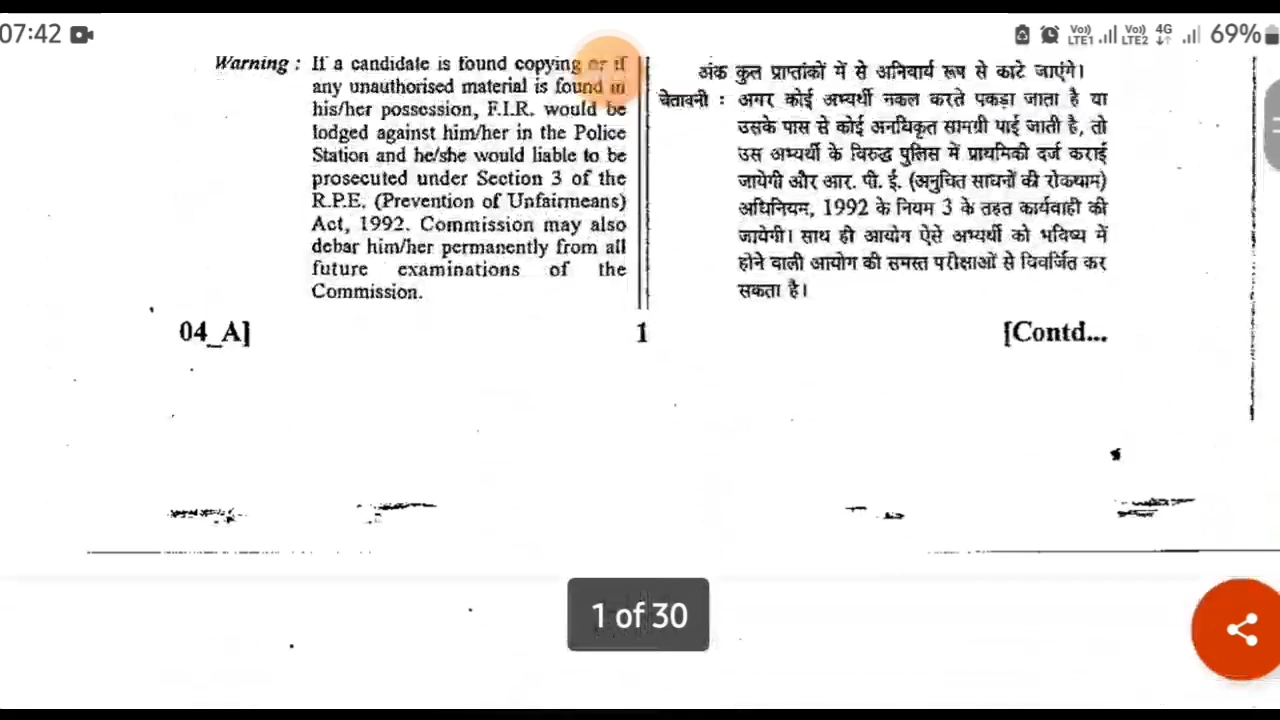 07:42
Vo)) LTE1 Vo)) LTE2 4G 69%
Warning : If a candidate is found copying or if
any unauthorised material is found in
his/her possession, F.I.R. would be
lodged against him/her in the Police
Station and he/she would liable to be
prosecuted under Section 3 of the
R.P.E. (Prevention of Unfairmeans)
Act, 1992. Commission may also
debar him/her permanently from all
future examinations of the
Commission.
अंक कुल प्राप्तांकों में से अनिवार्य रूप से काटे जाएंगे।
चेतावनी : अगर कोई अभ्यर्थी नकल करते पकड़ा जाता है या
उसके पास से कोई अनधिकृत सामग्री पाई जाती है, तो
उस अभ्यर्थी के विरुद्ध पुलिस में प्राथमिकी दर्ज कराई
जायेगी और आर. पी. ई. (अनुचित साधनों की रोकथाम)
अधिनियम, 1992 के नियम 3 के तहत कार्यवाही की
जायेगी। साथ ही आयोग ऐसे अभ्यर्थी को भविष्य में
होने वाली आयोग की समस्त परीक्षाओं से विवर्जित कर
सकता है।
04_A] 1 [Contd...
1 of 30